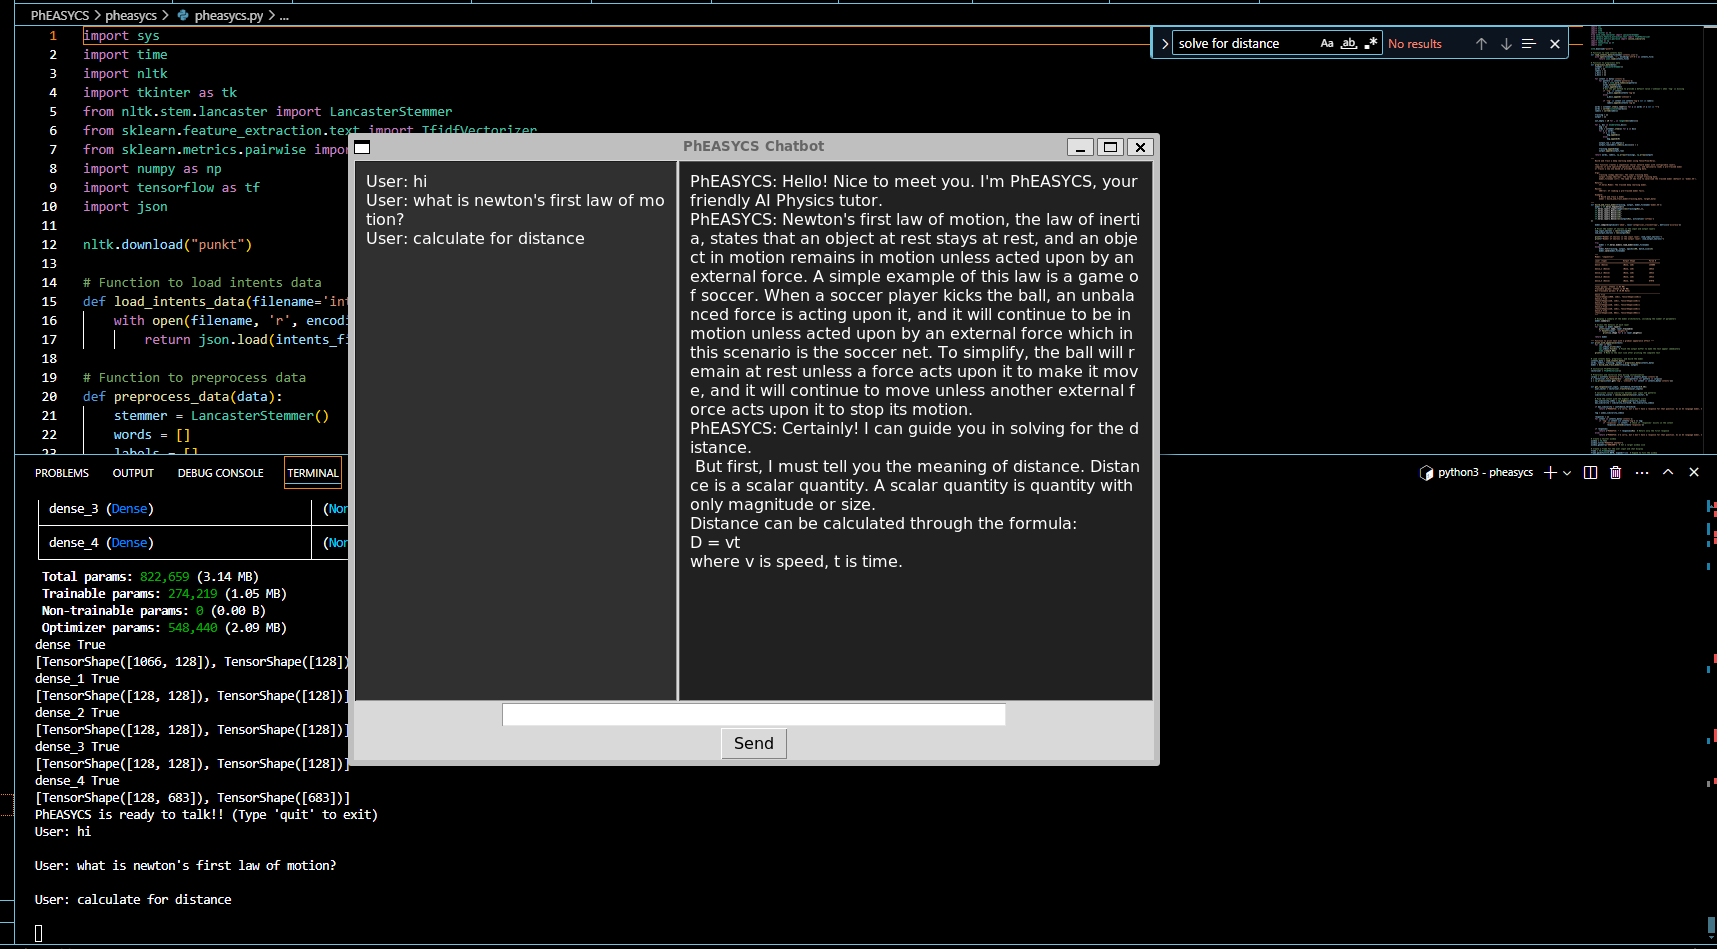 PhEASYCS > pheasycs > pheasycs.py > ...
1 import sys
2 import time
3 import nltk
4 import tkinter as tk
5 from nltk.stem.lancaster import LancasterStemmer
6 from sklearn.feature_extraction.text import TfidfVectorizer
7 from sklearn.metrics.pairwise impor
8 import numpy as np
9 import tensorflow as tf
10 import json
11
12 nltk.download("punkt")
13
14 # Function to load intents data
15 def load_intents_data(filename='int
16 with open(filename, 'r', encodi
17 return json.load(intents_fi
18
19 # Function to preprocess data
20 def preprocess_data(data):
21 stemmer = LancasterStemmer()
22 words = []
23 labels = []
solve for distance Aa ab .* No results
PhEASYCS Chatbot
User: hi
User: what is newton's first law of mo
tion?
User: calculate for distance
PhEASYCS: Hello! Nice to meet you. I'm PhEASYCS, your
friendly AI Physics tutor.
PhEASYCS: Newton's first law of motion, the law of inerti
a, states that an object at rest stays at rest, and an obje
ct in motion remains in motion unless acted upon by an
external force. A simple example of this law is a game o
f soccer. When a soccer player kicks the ball, an unbala
nced force is acting upon it, and it will continue to be in
motion unless acted upon by an external force which in
this scenario is the soccer net. To simplify, the ball will r
emain at rest unless a force acts upon it to make it mov
e, and it will continue to move unless another external f
orce acts upon it to stop its motion.
PhEASYCS: Certainly! I can guide you in solving for the d
istance.
But first, I must tell you the meaning of distance. Distan
ce is a scalar quantity. A scalar quantity is quantity with
only magnitude or size.
Distance can be calculated through the formula:
D = vt
where v is speed, t is time.
Send
PROBLEMS OUTPUT DEBUG CONSOLE TERMINAL
python3 - pheasycs
dense_3 (Dense) (Non
dense_4 (Dense) (Non
Total params: 822,659 (3.14 MB)
Trainable params: 274,219 (1.05 MB)
Non-trainable params: 0 (0.00 B)
Optimizer params: 548,440 (2.09 MB)
dense True
[TensorShape([1066, 128]), TensorShape([128])
dense_1 True
[TensorShape([128, 128]), TensorShape([128])]
dense_2 True
[TensorShape([128, 128]), TensorShape([128])]
dense_3 True
[TensorShape([128, 128]), TensorShape([128])]
dense_4 True
[TensorShape([128, 683]), TensorShape([683])]
PhEASYCS is ready to talk!! (Type 'quit' to exit)
User: hi
User: what is newton's first law of motion?
User: calculate for distance